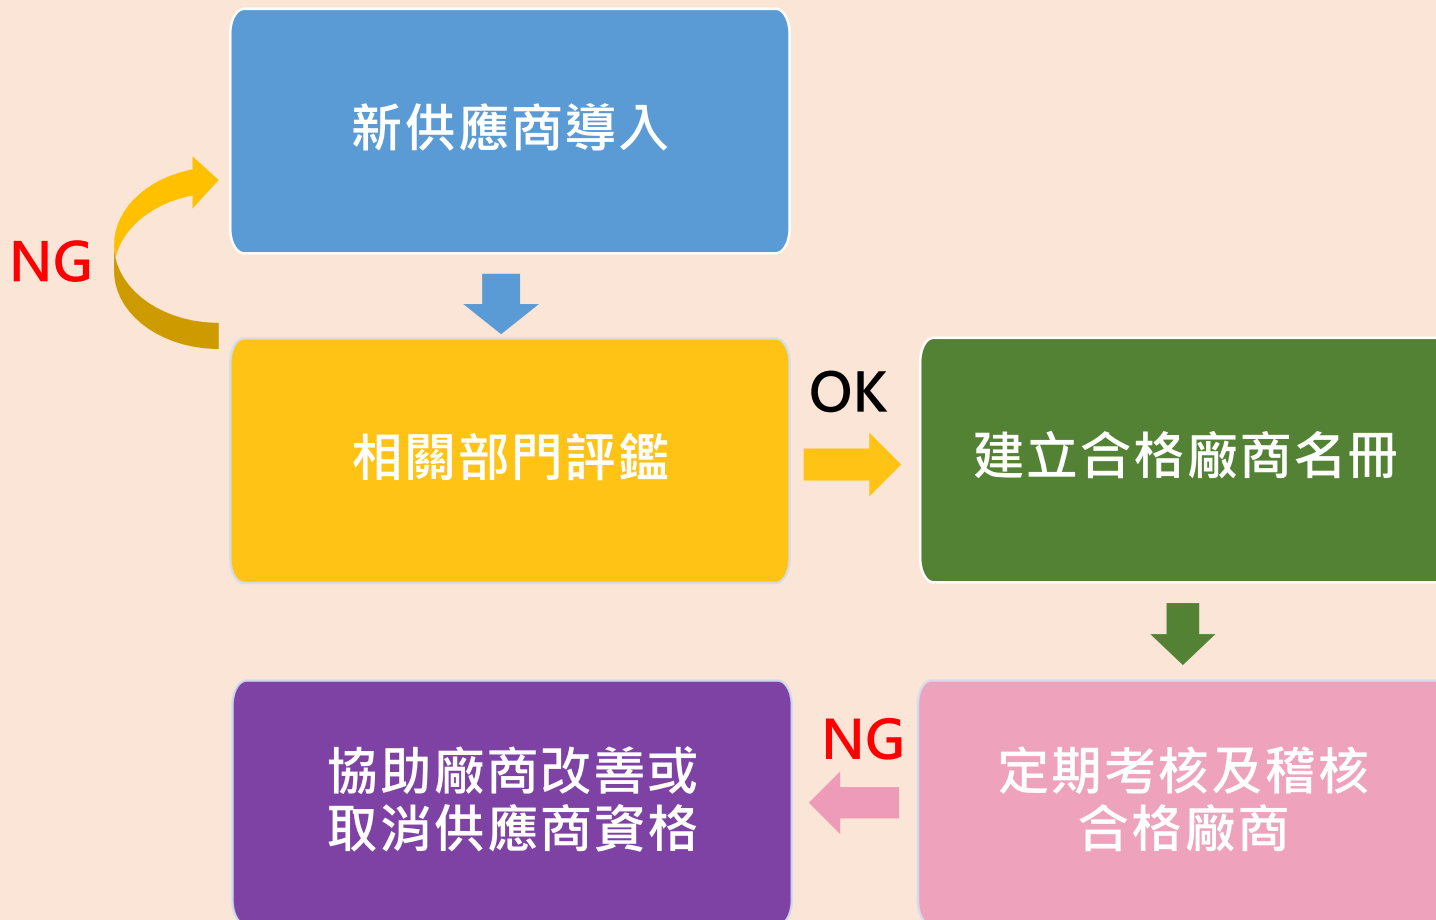 新供應商導入
NG
相關部門評鑑
OK
建立合格廠商名冊
協助廠商改善或
取消供應商資格
NG
定期考核及稽核
合格廠商